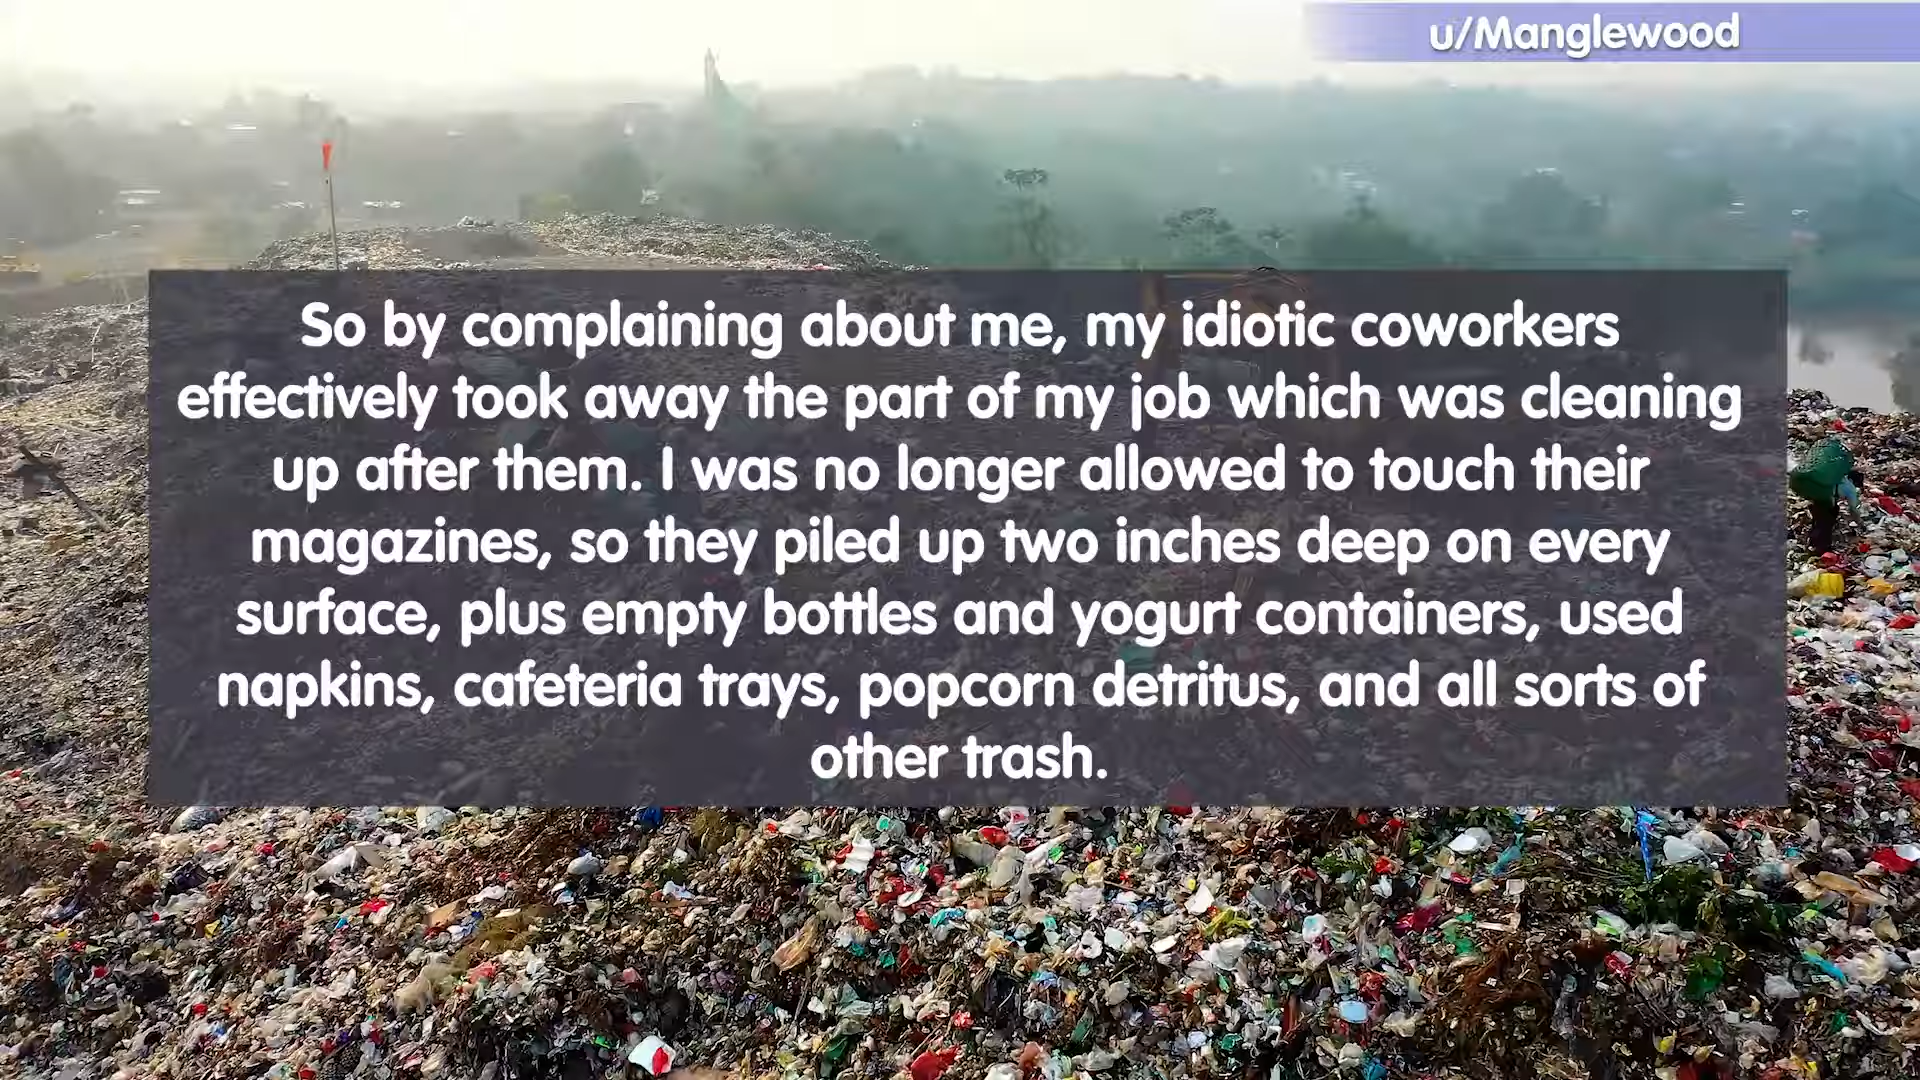 u/Manglewood
So by complaining about me, my idiotic coworkers
effectively took away the part of my job which was cleaning
up after them. I was no longer allowed to touch their
magazines, so they piled up two inches deep on every
surface, plus empty bottles and yogurt containers, used
napkins, cafeteria trays, popcorn detritus, and all sorts of
other trash.